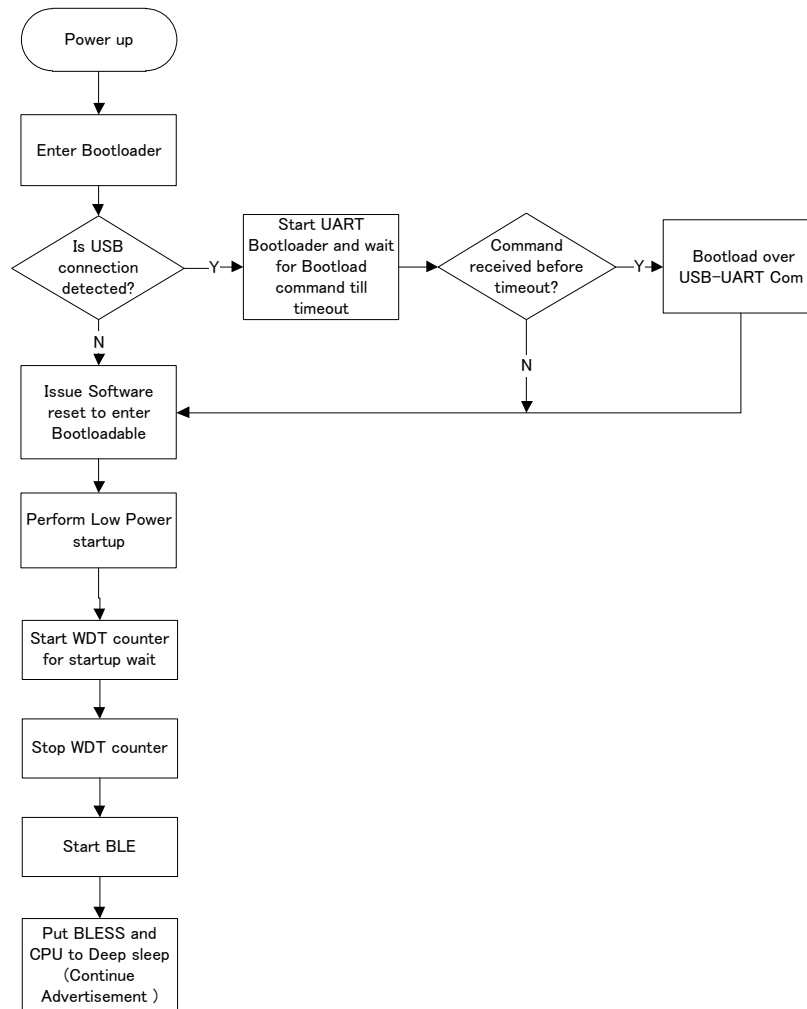 Power up
Enter Bootloader
Is USB
connection
detected?
Y
Start UART
Bootloader and wait
for Bootload
command till
timeout
Command
received before
timeout?
Y
Bootload over
USB-UART Com
N
N
Issue Software
reset to enter
Bootloadable
Perform Low Power
startup
Start WDT counter
for startup wait
Stop WDT counter
Start BLE
Put BLESS and
CPU to Deep sleep
(Continue
Advertisement )